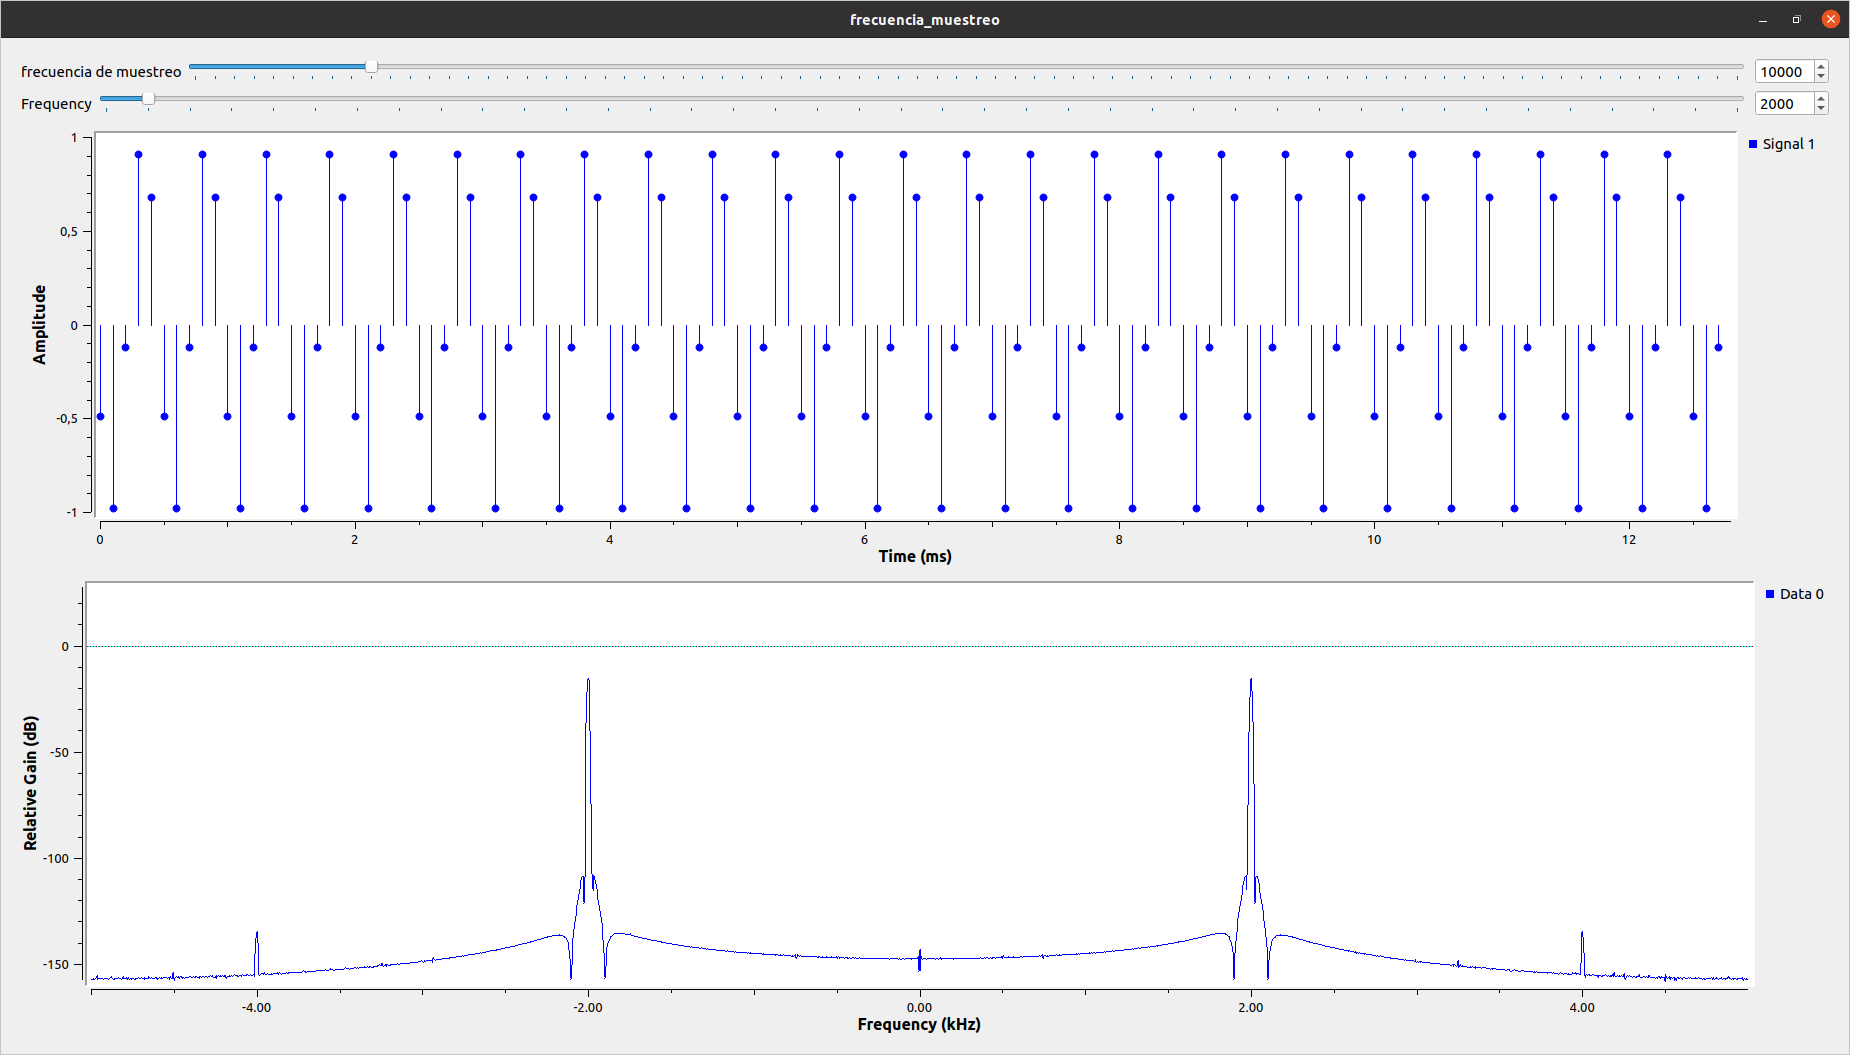 frecuencia_muestreo
frecuencia de muestreo 10000
Frequency 2000
Signal 1
1
0,5
0
-0,5
-1
Amplitude
0 2 4 6 8 10 12
Time (ms)
Data 0
0
-50
-100
-150
Relative Gain (dB)
-4.00 -2.00 0.00 2.00 4.00
Frequency (kHz)